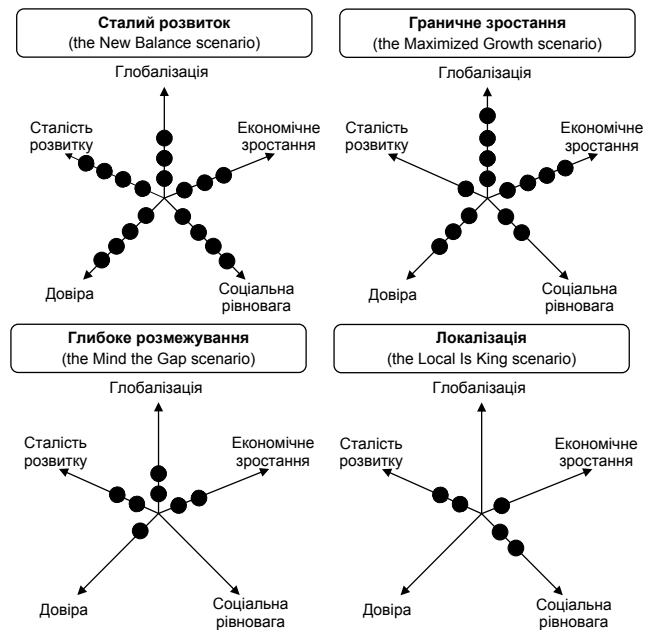 Сталий розвиток
(the New Balance scenario)
Глобалізація
Сталість
розвитку
Економічне
зростання
Довіра
Соціальна
рівновага
Граничне зростання
(the Maximized Growth scenario)
Глобалізація
Сталість
розвитку
Економічне
зростання
Довіра
Соціальна
рівновага
Глибоке розмежування
(the Mind the Gap scenario)
Глобалізація
Сталість
розвитку
Економічне
зростання
Довіра
Соціальна
рівновага
Локалізація
(the Local Is King scenario)
Глобалізація
Сталість
розвитку
Економічне
зростання
Довіра
Соціальна
рівновага